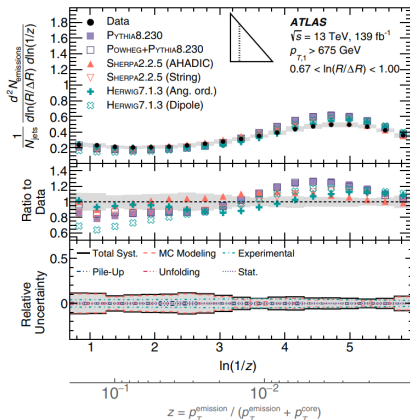 1 / N_jets d²N_emissions / dln(R/ΔR) dln(1/z)
1.8
1.6
1.4
1.2
1.0
0.8
0.6
0.4
0.2
0.0
Data
PYTHIA8.230
POWHEG+PYTHIA8.230
SHERPA2.2.5 (AHADIC)
SHERPA2.2.5 (String)
HERWIG7.1.3 (Ang. ord.)
HERWIG7.1.3 (Dipole)
ATLAS
√s = 13 TeV, 139 fb⁻¹
p_T,1 > 675 GeV
0.67 < ln(R/ΔR) < 1.00
Ratio to
Data
1.4
1.2
1.0
0.8
0.6
Total Syst. MC Modeling Experimental
Pile-Up Unfolding Stat.
Relative
Uncertainty
0.5
0
1 2 3 4 5
ln(1/z)
10⁻¹ 10⁻²
z = p_T^emission / (p_T^emission + p_T^core)